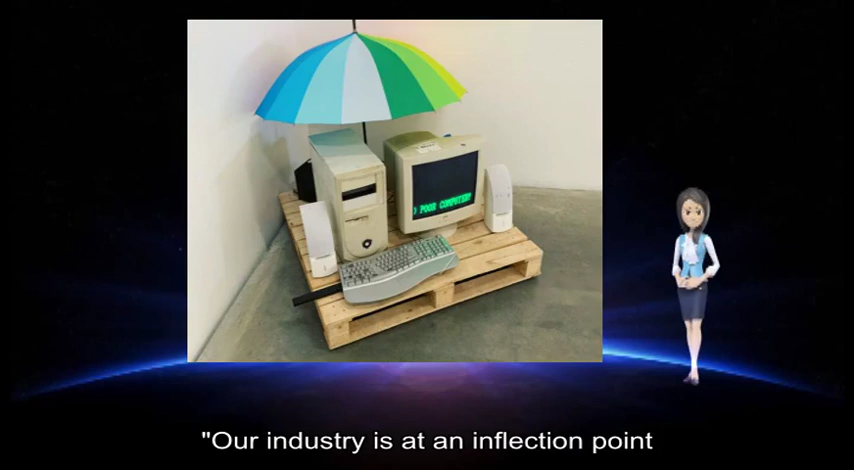 ) POOR COMPUTER!
"Our industry is at an inflection point